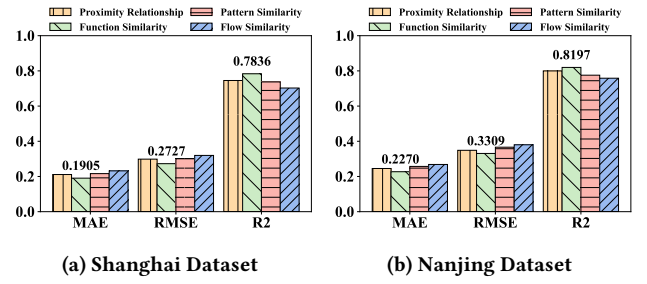 Proximity Relationship Pattern Similarity
Function Similarity Flow Similarity
1.0
0.8
0.6
0.4
0.2
0.0
0.1905
0.2727
0.7836
MAE RMSE R2
(a) Shanghai Dataset
Proximity Relationship Pattern Similarity
Function Similarity Flow Similarity
1.0
0.8
0.6
0.4
0.2
0.0
0.2270
0.3309
0.8197
MAE RMSE R2
(b) Nanjing Dataset